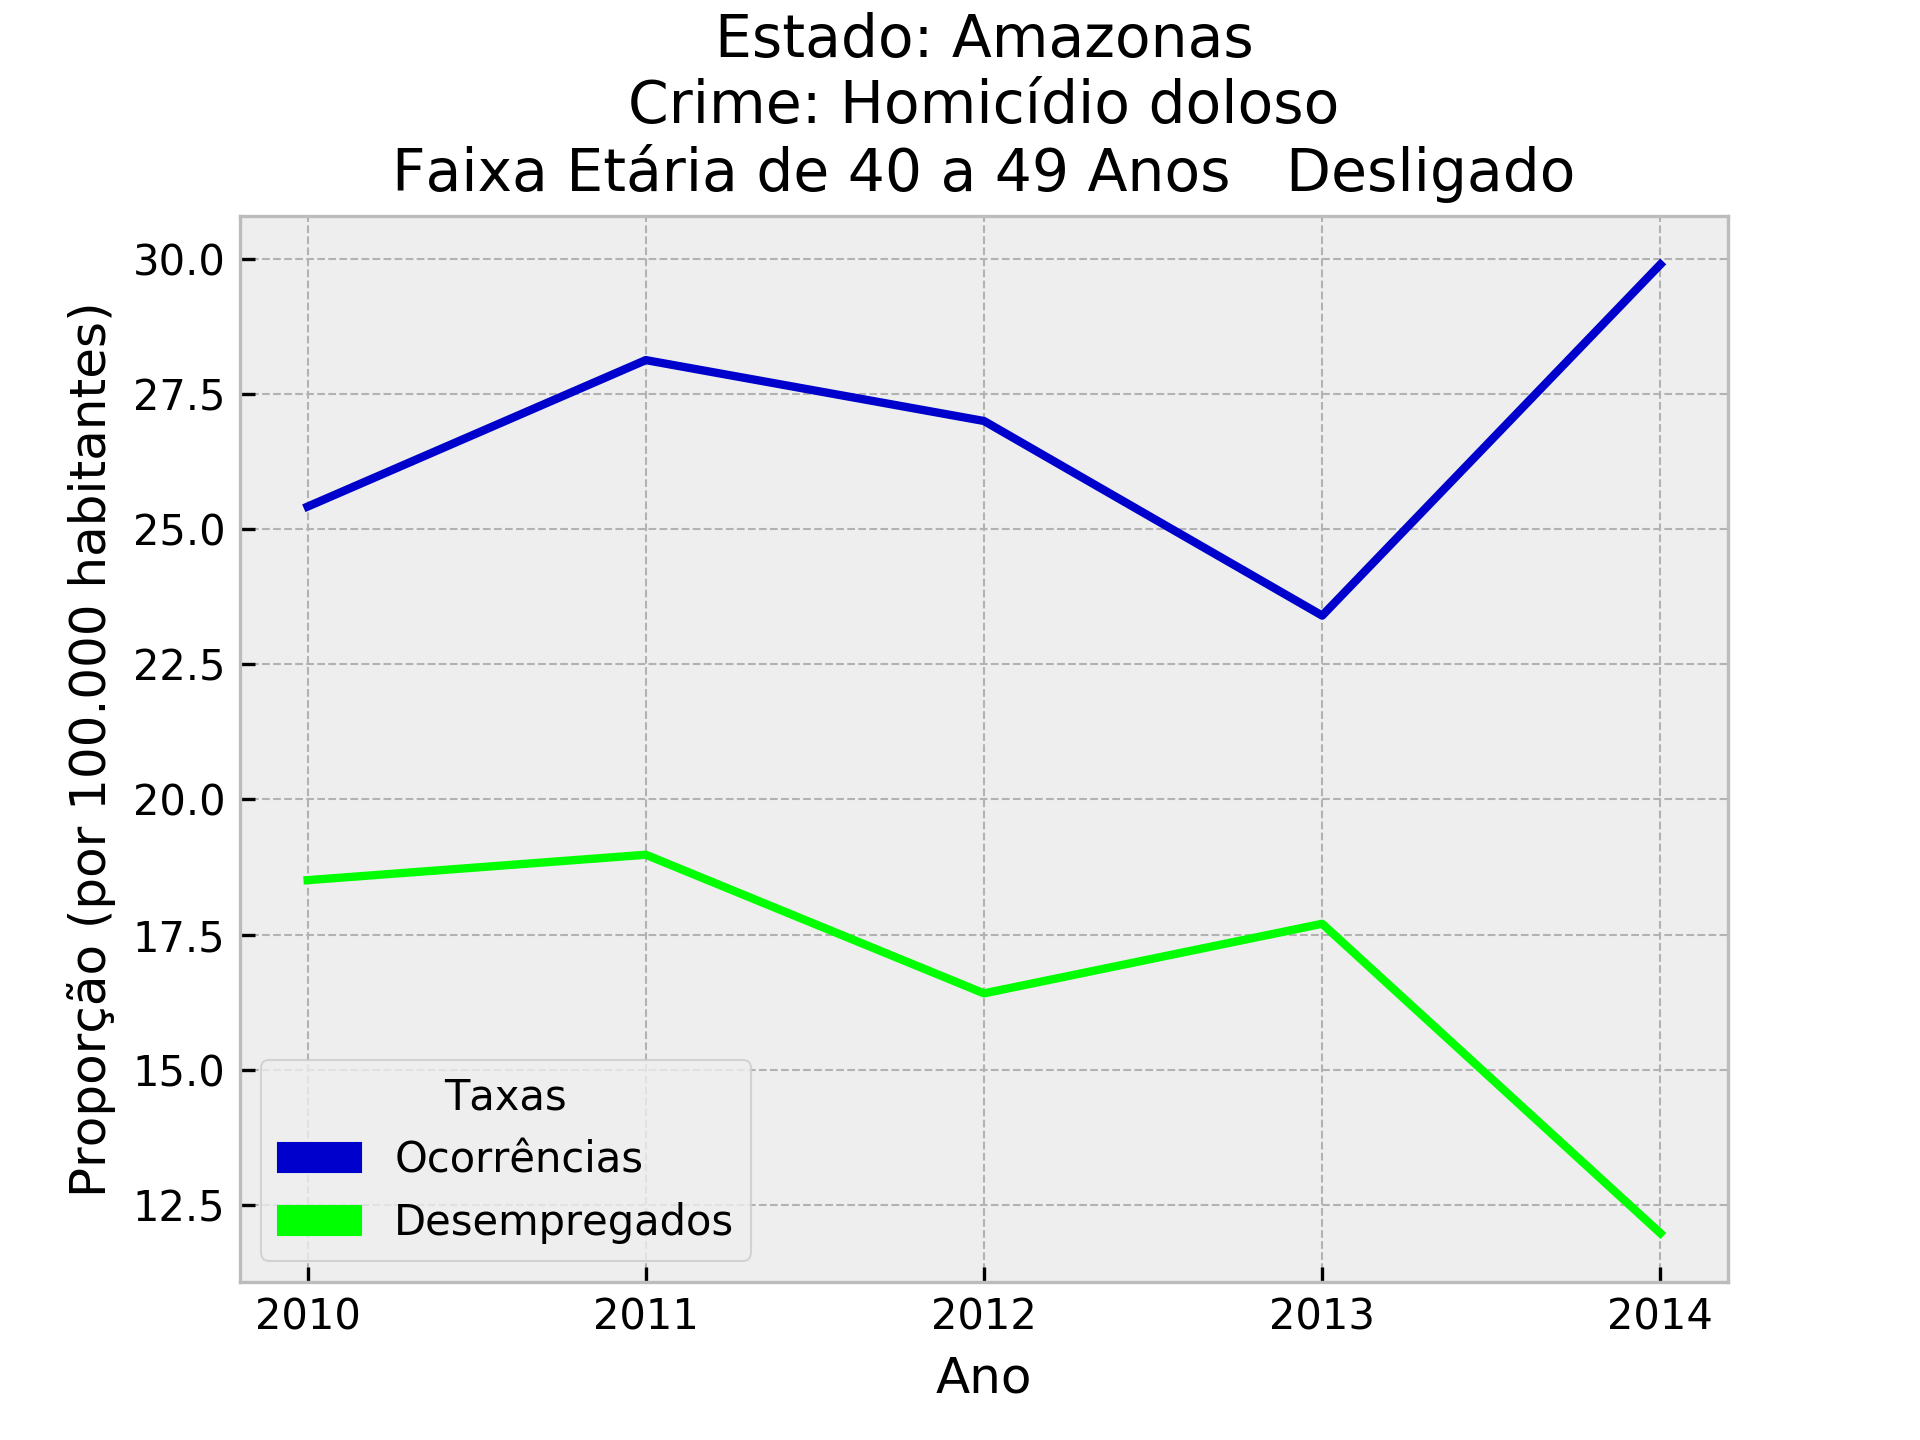 Estado: Amazonas
Crime: Homicídio doloso
Faixa Etária de 40 a 49 Anos   Desligado
Proporção (por 100.000 habitantes)
30.0
27.5
25.0
22.5
20.0
17.5
15.0
12.5
Taxas
Ocorrências
Desempregados
2010 2011 2012 2013 2014
Ano